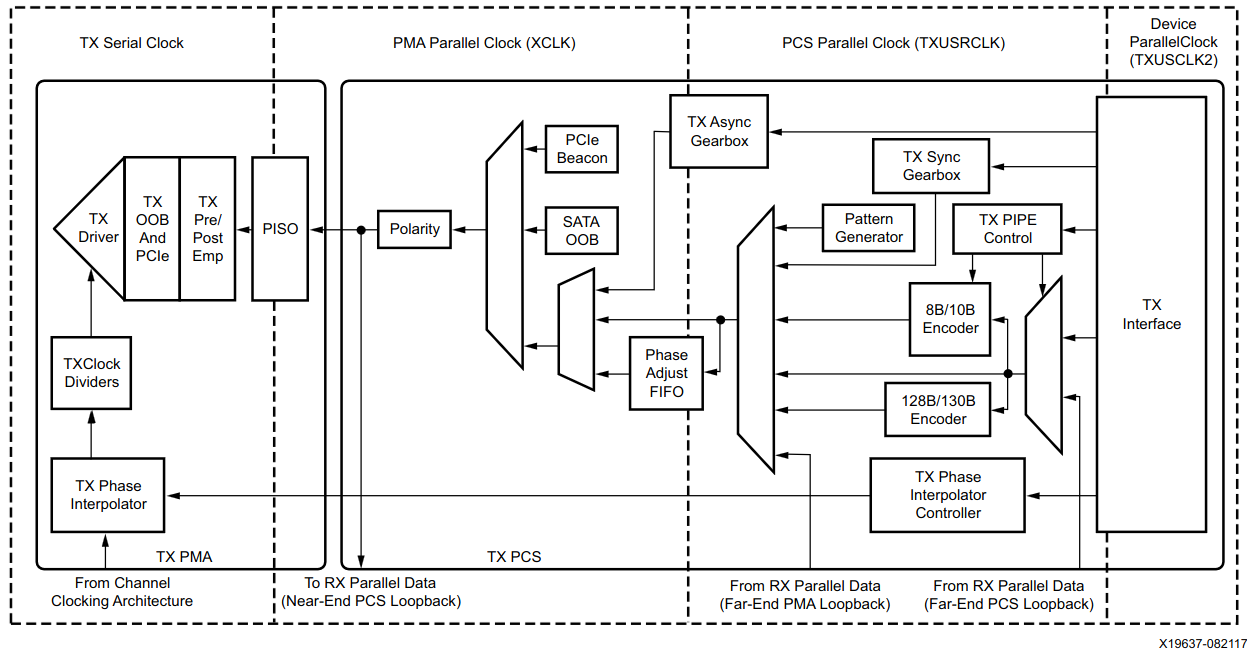 TX Serial Clock
PMA Parallel Clock (XCLK)
PCS Parallel Clock (TXUSRCLK)
Device
ParallelClock
(TXUSCLK2)
TX Async
Gearbox
PCIe
Beacon
TX Sync
Gearbox
TX
Driver
TX
OOB
And
PCIe
TX
Pre/
Post
Emp
PISO
Polarity
SATA
OOB
Pattern
Generator
TX PIPE
Control
8B/10B
Encoder
TX
Interface
TXClock
Dividers
Phase
Adjust
FIFO
128B/130B
Encoder
TX Phase
Interpolator
TX Phase
Interpolator
Controller
TX PMA
TX PCS
From Channel
Clocking Architecture
To RX Parallel Data
(Near-End PCS Loopback)
From RX Parallel Data
(Far-End PMA Loopback)
From RX Parallel Data
(Far-End PCS Loopback)
X19637-082117